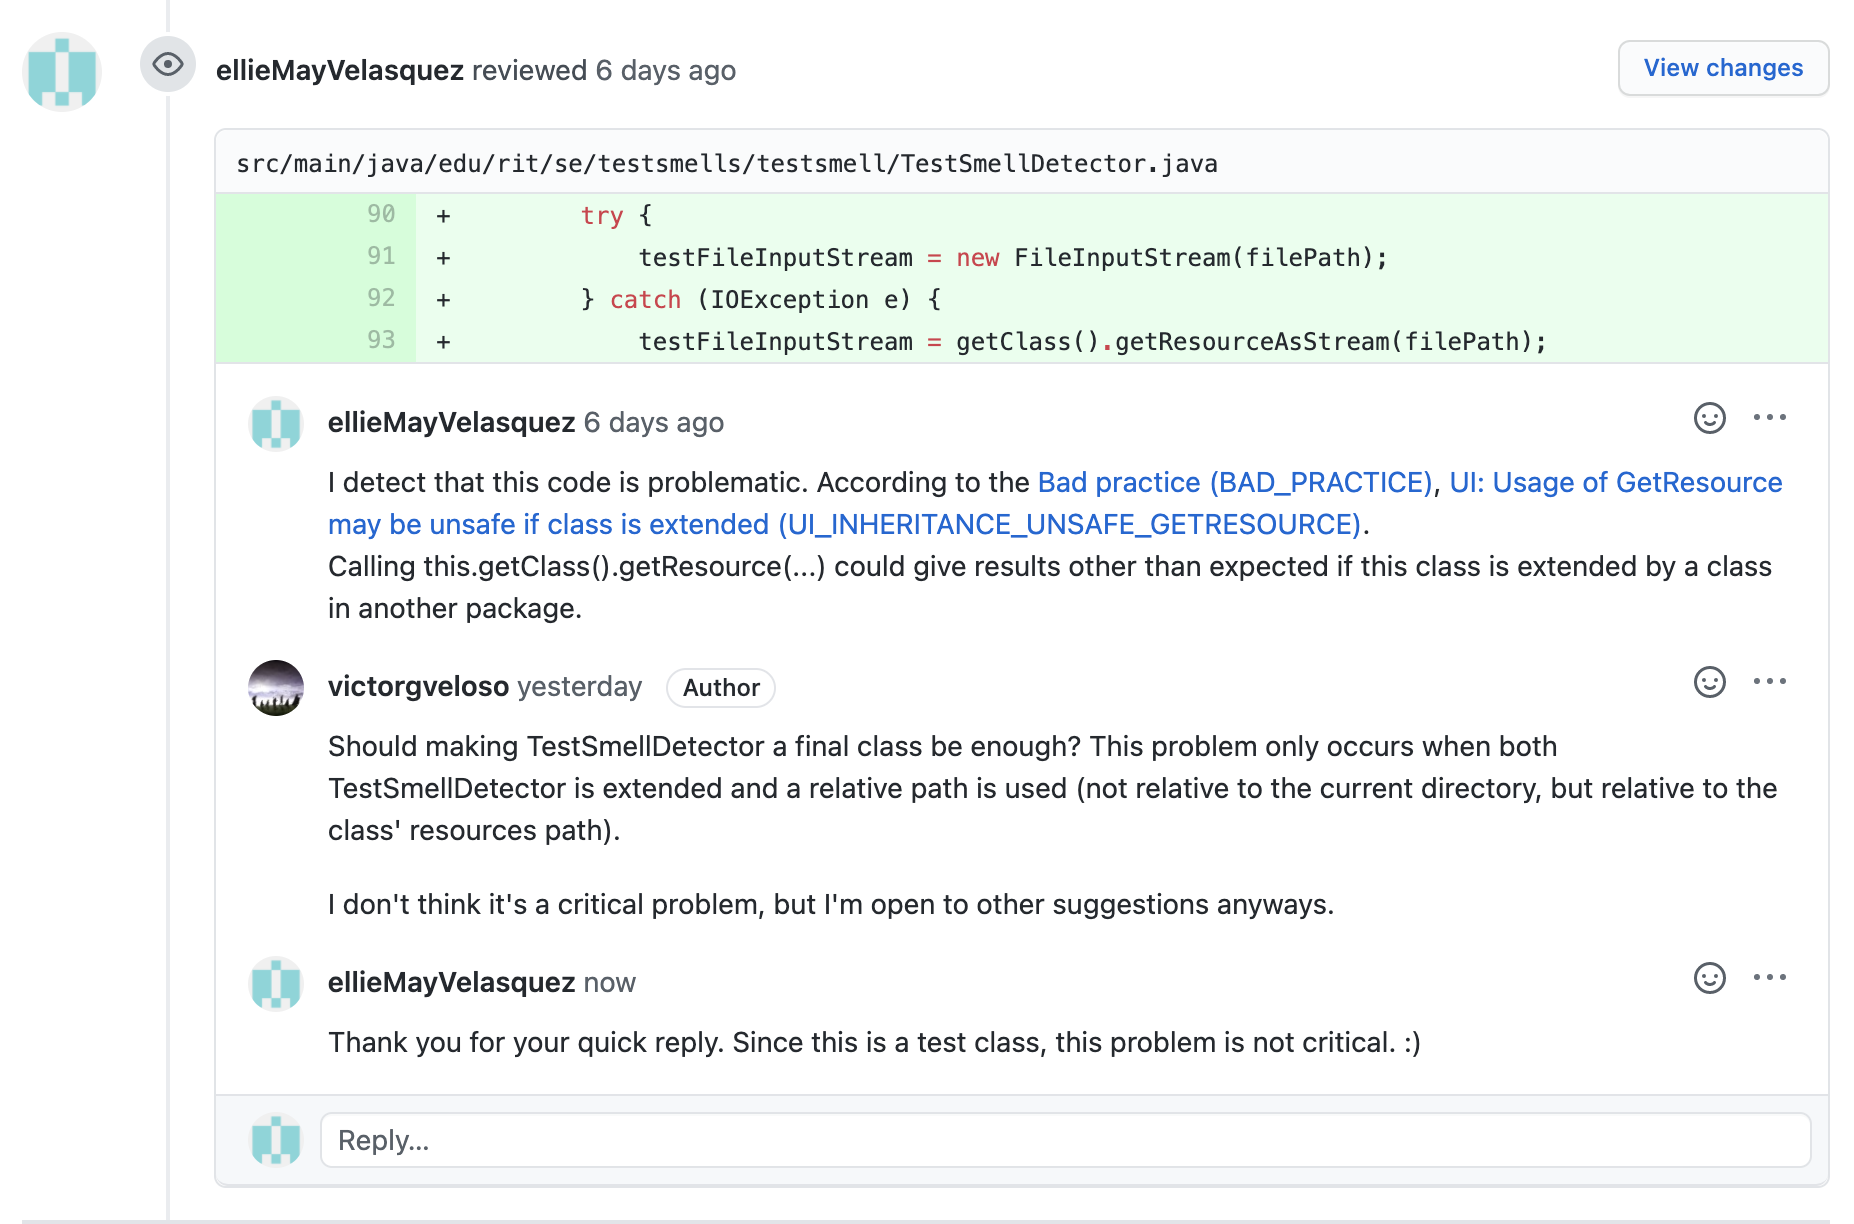 ellieMayVelasquez reviewed 6 days ago
View changes
src/main/java/edu/rit/se/testsmells/testsmell/TestSmellDetector.java
90 + try {
91 + testFileInputStream = new FileInputStream(filePath);
92 + } catch (IOException e) {
93 + testFileInputStream = getClass().getResourceAsStream(filePath);
ellieMayVelasquez 6 days ago
I detect that this code is problematic. According to the Bad practice (BAD_PRACTICE), UI: Usage of GetResource
may be unsafe if class is extended (UI_INHERITANCE_UNSAFE_GETRESOURCE).
Calling this.getClass().getResource(...) could give results other than expected if this class is extended by a class
in another package.
victorgveloso yesterday Author
Should making TestSmellDetector a final class be enough? This problem only occurs when both
TestSmellDetector is extended and a relative path is used (not relative to the current directory, but relative to the
class' resources path).
I don't think it's a critical problem, but I'm open to other suggestions anyways.
ellieMayVelasquez now
Thank you for your quick reply. Since this is a test class, this problem is not critical. :)
Reply...